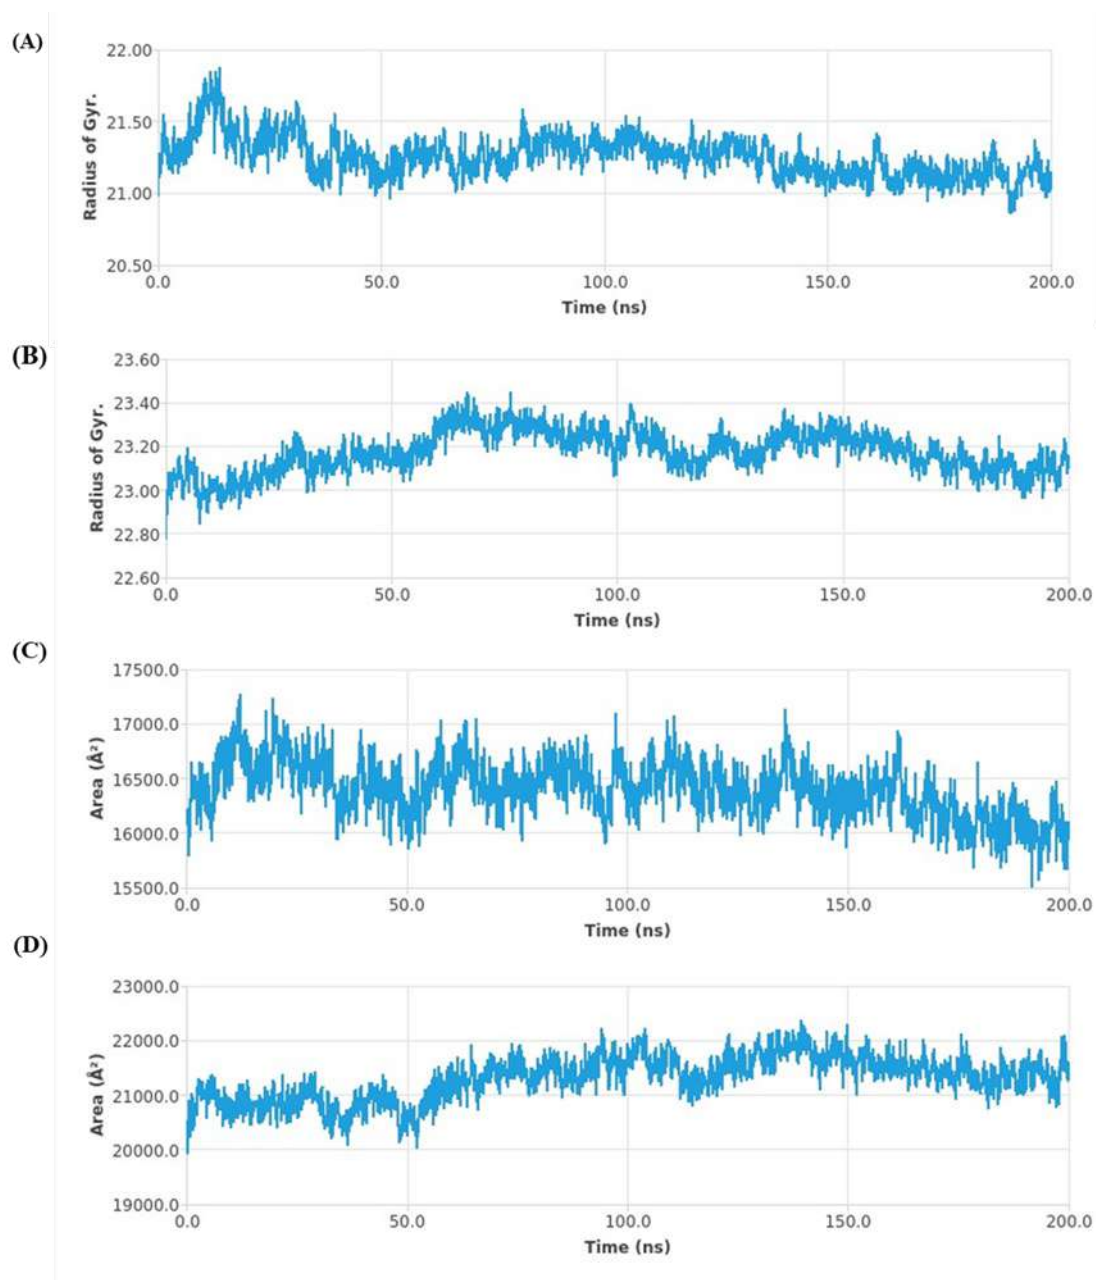 (A)
22.00
21.50
21.00
20.50
Radius of Gyr.
0.0 50.0 100.0 150.0 200.0
Time (ns)
(B)
23.60
23.40
23.20
23.00
22.80
22.60
Radius of Gyr.
0.0 50.0 100.0 150.0 200.0
Time (ns)
(C)
17500.0
17000.0
16500.0
16000.0
15500.0
Area (Å²)
0.0 50.0 100.0 150.0 200.0
Time (ns)
(D)
23000.0
22000.0
21000.0
20000.0
19000.0
Area (Å²)
0.0 50.0 100.0 150.0 200.0
Time (ns)